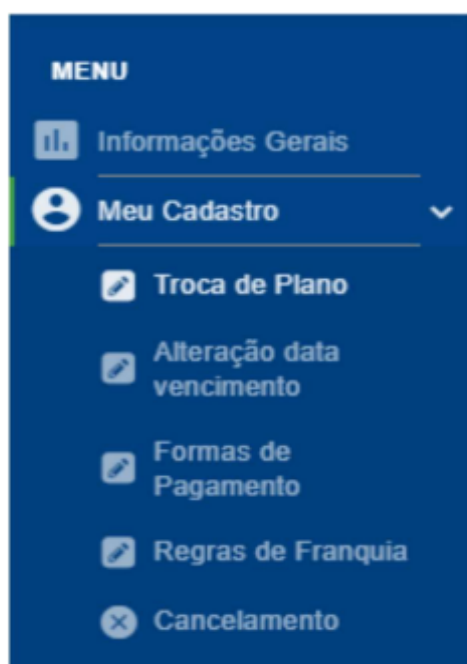 MENU
Informações Gerais
Meu Cadastro
Troca de Plano
Alteração data
vencimento
Formas de
Pagamento
Regras de Franquia
Cancelamento